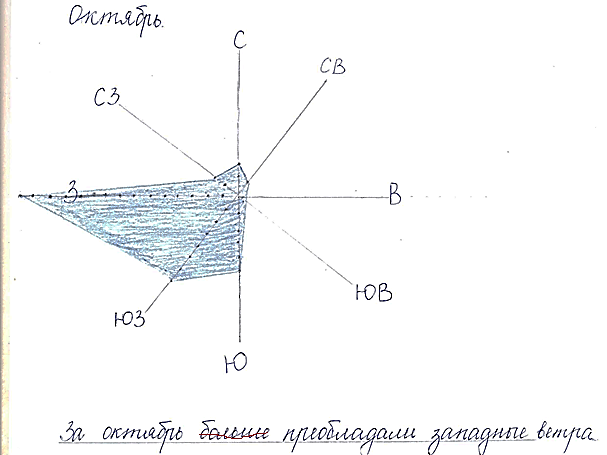 Октябрь.
С
СВ
СЗ
З
В
ЮВ
ЮЗ
Ю
За октябрь больше преобладали западные ветра